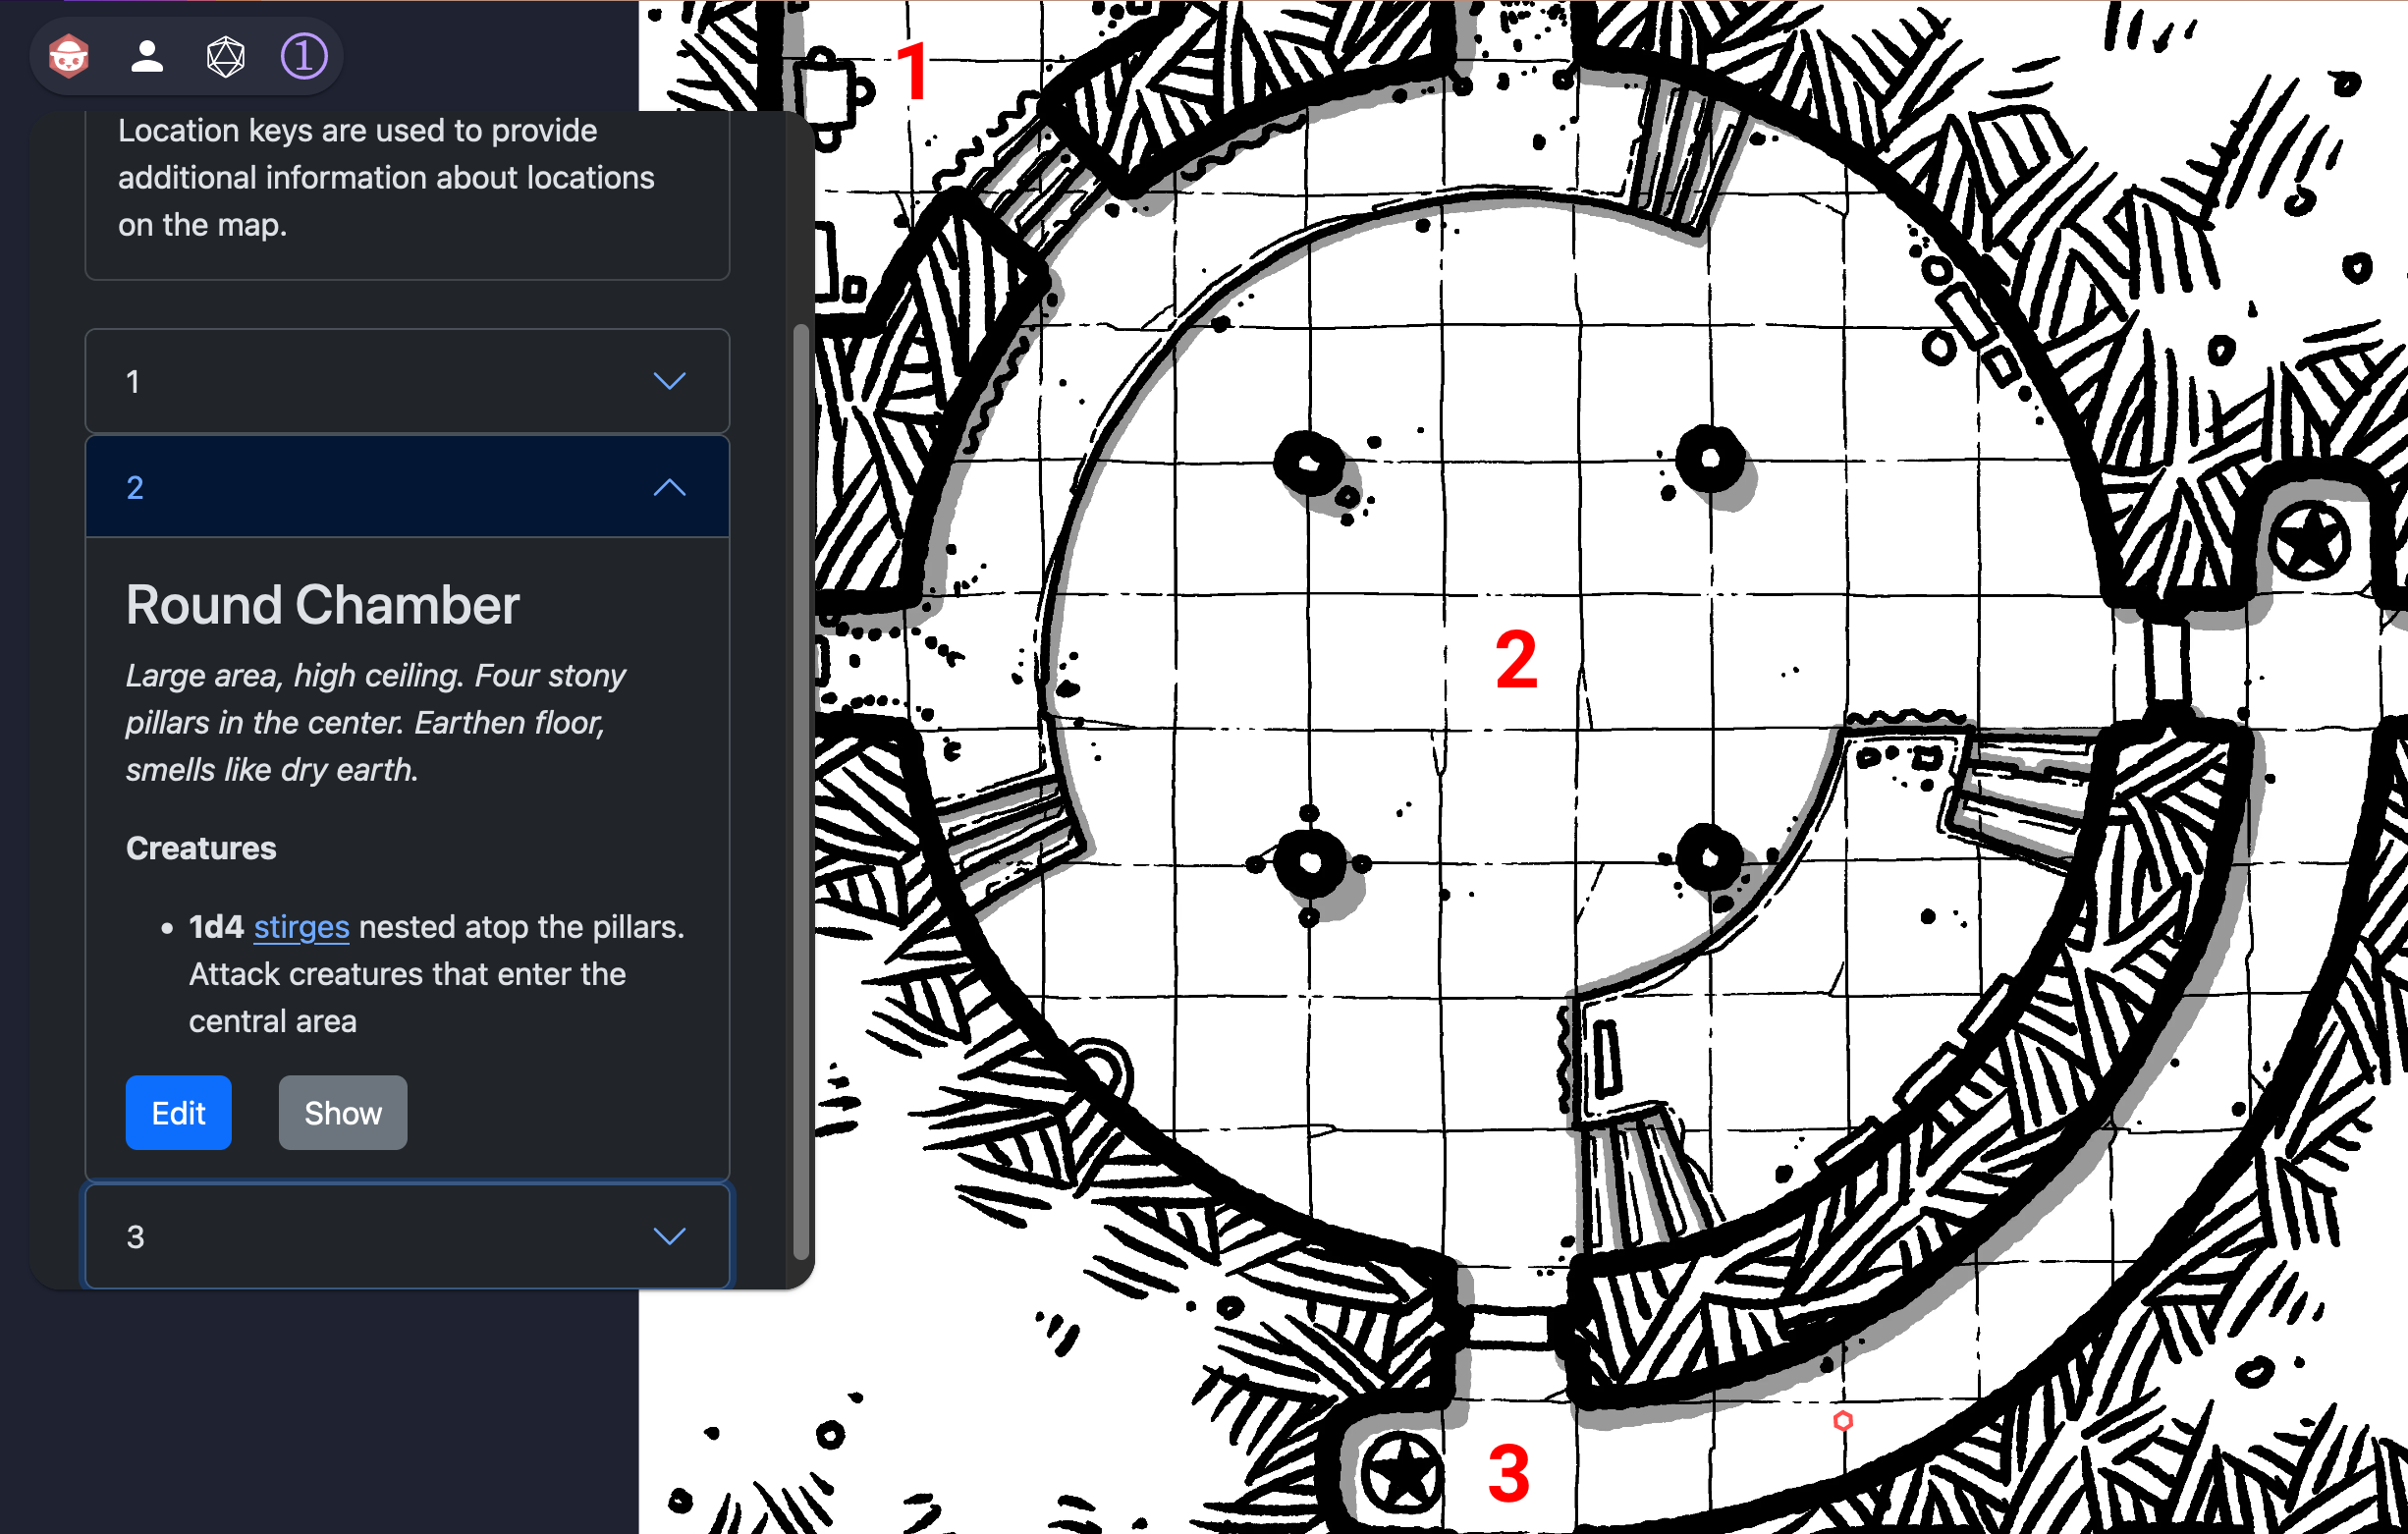 1
Location keys are used to provide
additional information about locations
on the map.
1
2
Round Chamber
Large area, high ceiling. Four stony
pillars in the center. Earthen floor,
smells like dry earth.
Creatures
• 1d4 stirges nested atop the pillars.
Attack creatures that enter the
central area
Edit Show
3
1
2
3